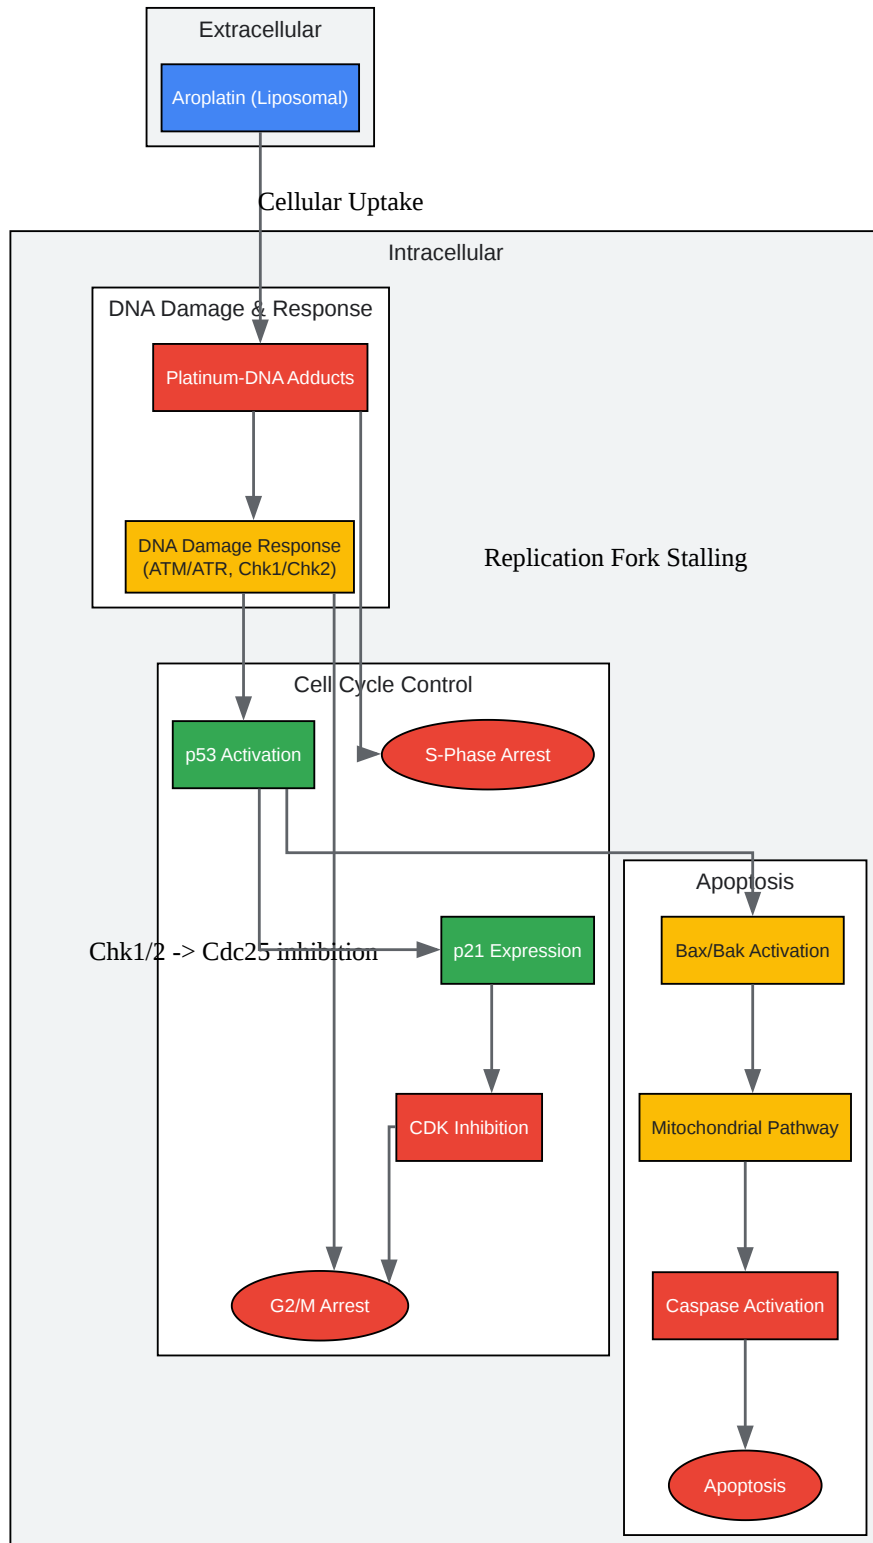 Extracellular
Aroplatin (Liposomal)
Cellular Uptake
Intracellular
DNA Damage & Response
Platinum-DNA Adducts
DNA Damage Response
(ATM/ATR, Chk1/Chk2)
Replication Fork Stalling
Cell Cycle Control
p53 Activation
S-Phase Arrest
Apoptosis
Chk1/2 -> Cdc25 inhibition
p21 Expression
Bax/Bak Activation
CDK Inhibition
Mitochondrial Pathway
G2/M Arrest
Caspase Activation
Apoptosis